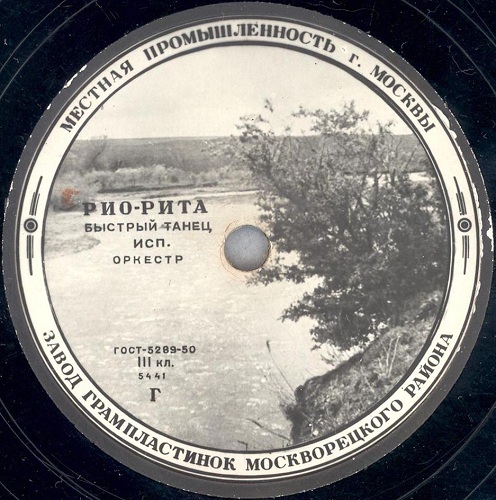 МЕСТНАЯ ПРОМЫШЛЕННОСТЬ г. МОСКВЫ
РИО-РИТА
БЫСТРЫЙ ТАНЕЦ
ИСП.
ОРКЕСТР
ГОСТ-5289-50
III КЛ.
5441
Г
ЗАВОД ГРАМПЛАСТИНОК МОСКВОРЕЦКОГО РАЙОНА